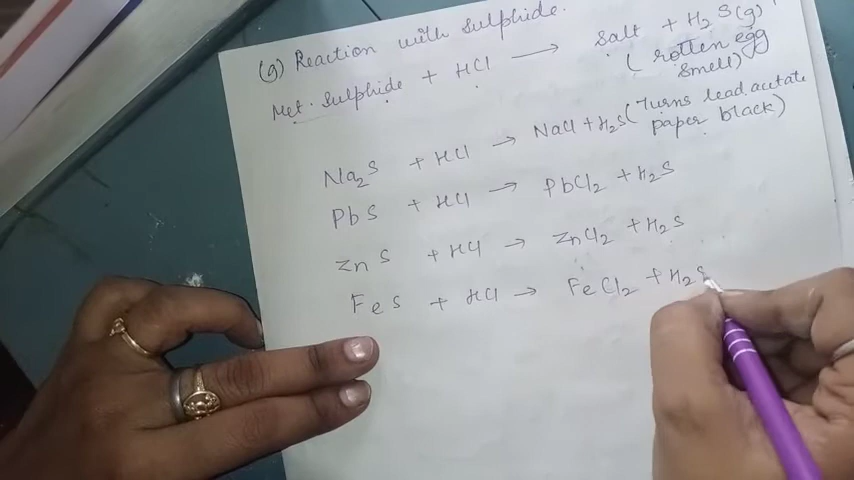 (g) Reaction with sulphide.
Met. sulphide + HCl → salt + H2S(g)
(rotten egg
smell)
Na2S + HCl → NaCl + H2S (Turns lead acetate
paper black)
PbS + HCl → PbCl2 + H2S
ZnS + HCl → ZnCl2 + H2S
FeS + HCl → FeCl2 + H2S